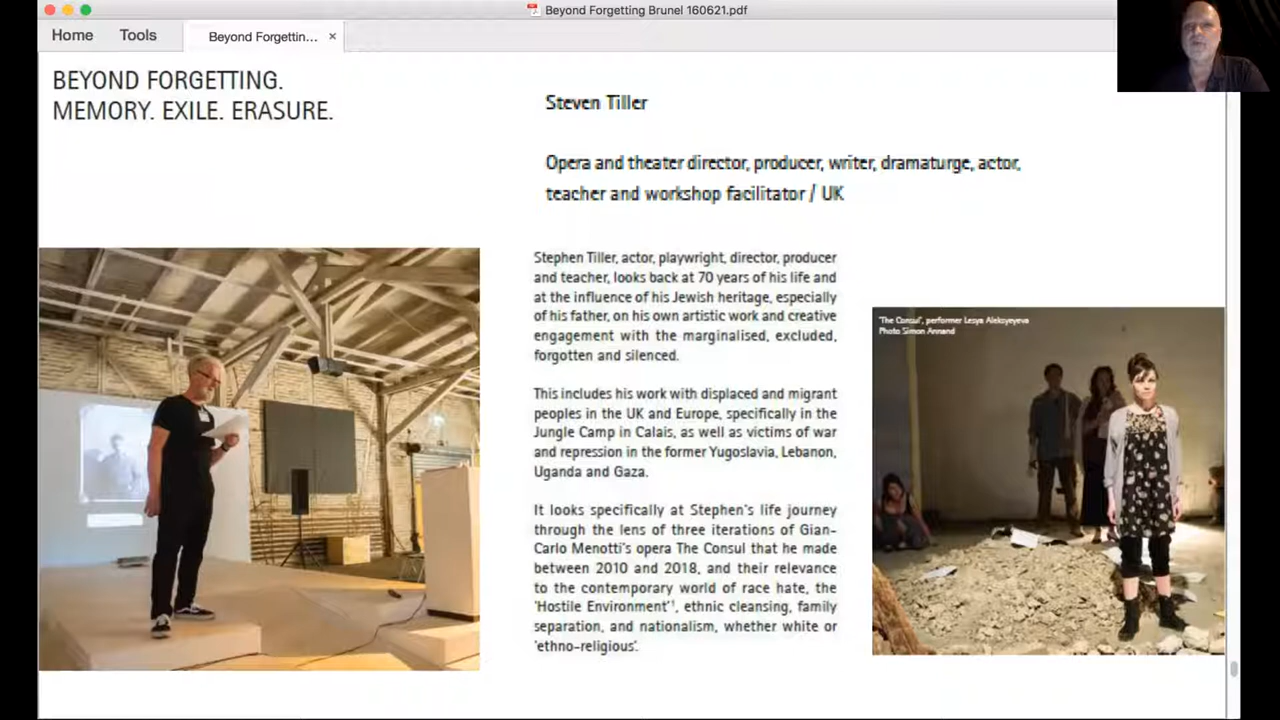 Beyond Forgetting Brunel 160621.pdf
Home
Tools
Beyond Forgettin...
×
BEYOND FORGETTING.
MEMORY. EXILE. ERASURE.
Steven Tiller
Opera and theater director, producer, writer, dramaturge, actor,
teacher and workshop facilitator / UK
Stephen Tiller, actor, playwright, director, producer
and teacher, looks back at 70 years of his life and
at the influence of his Jewish heritage, especially
of his father, on his own artistic work and creative
engagement with the marginalised, excluded,
forgotten and silenced.
This includes his work with displaced and migrant
peoples in the UK and Europe, specifically in the
Jungle Camp in Calais, as well as victims of war
and repression in the former Yugoslavia, Lebanon,
Uganda and Gaza.
It looks specifically at Stephen's life journey
through the lens of three iterations of Gian-
Carlo Menotti's opera The Consul that he made
between 2010 and 2018, and their relevance
to the contemporary world of race hate, the
'Hostile Environment'¹, ethnic cleansing, family
separation, and nationalism, whether white or
'ethno-religious'.
'The Consul', performer Lesya Aleksyeyeva
Photo Simon Annand